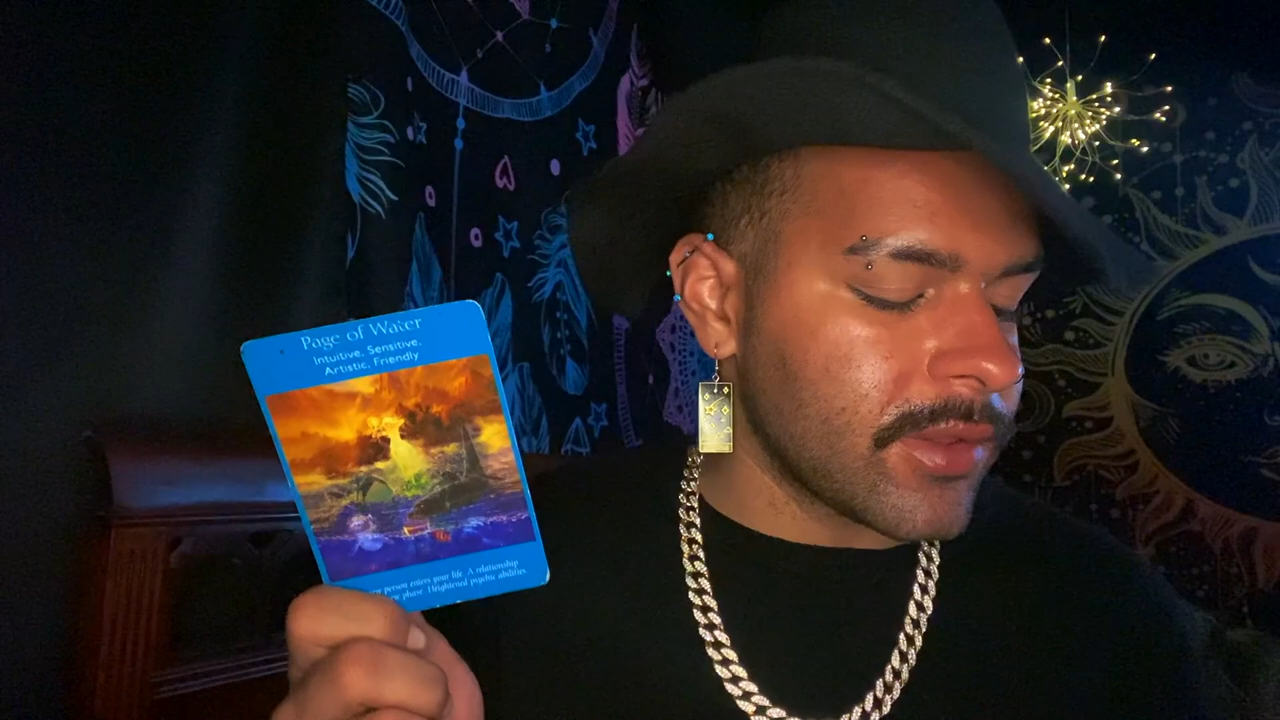 Page of Water
Intuitive, Sensitive,
Artistic, Friendly
person enters your life. A relationship
phase. Heightened psychic abilities.